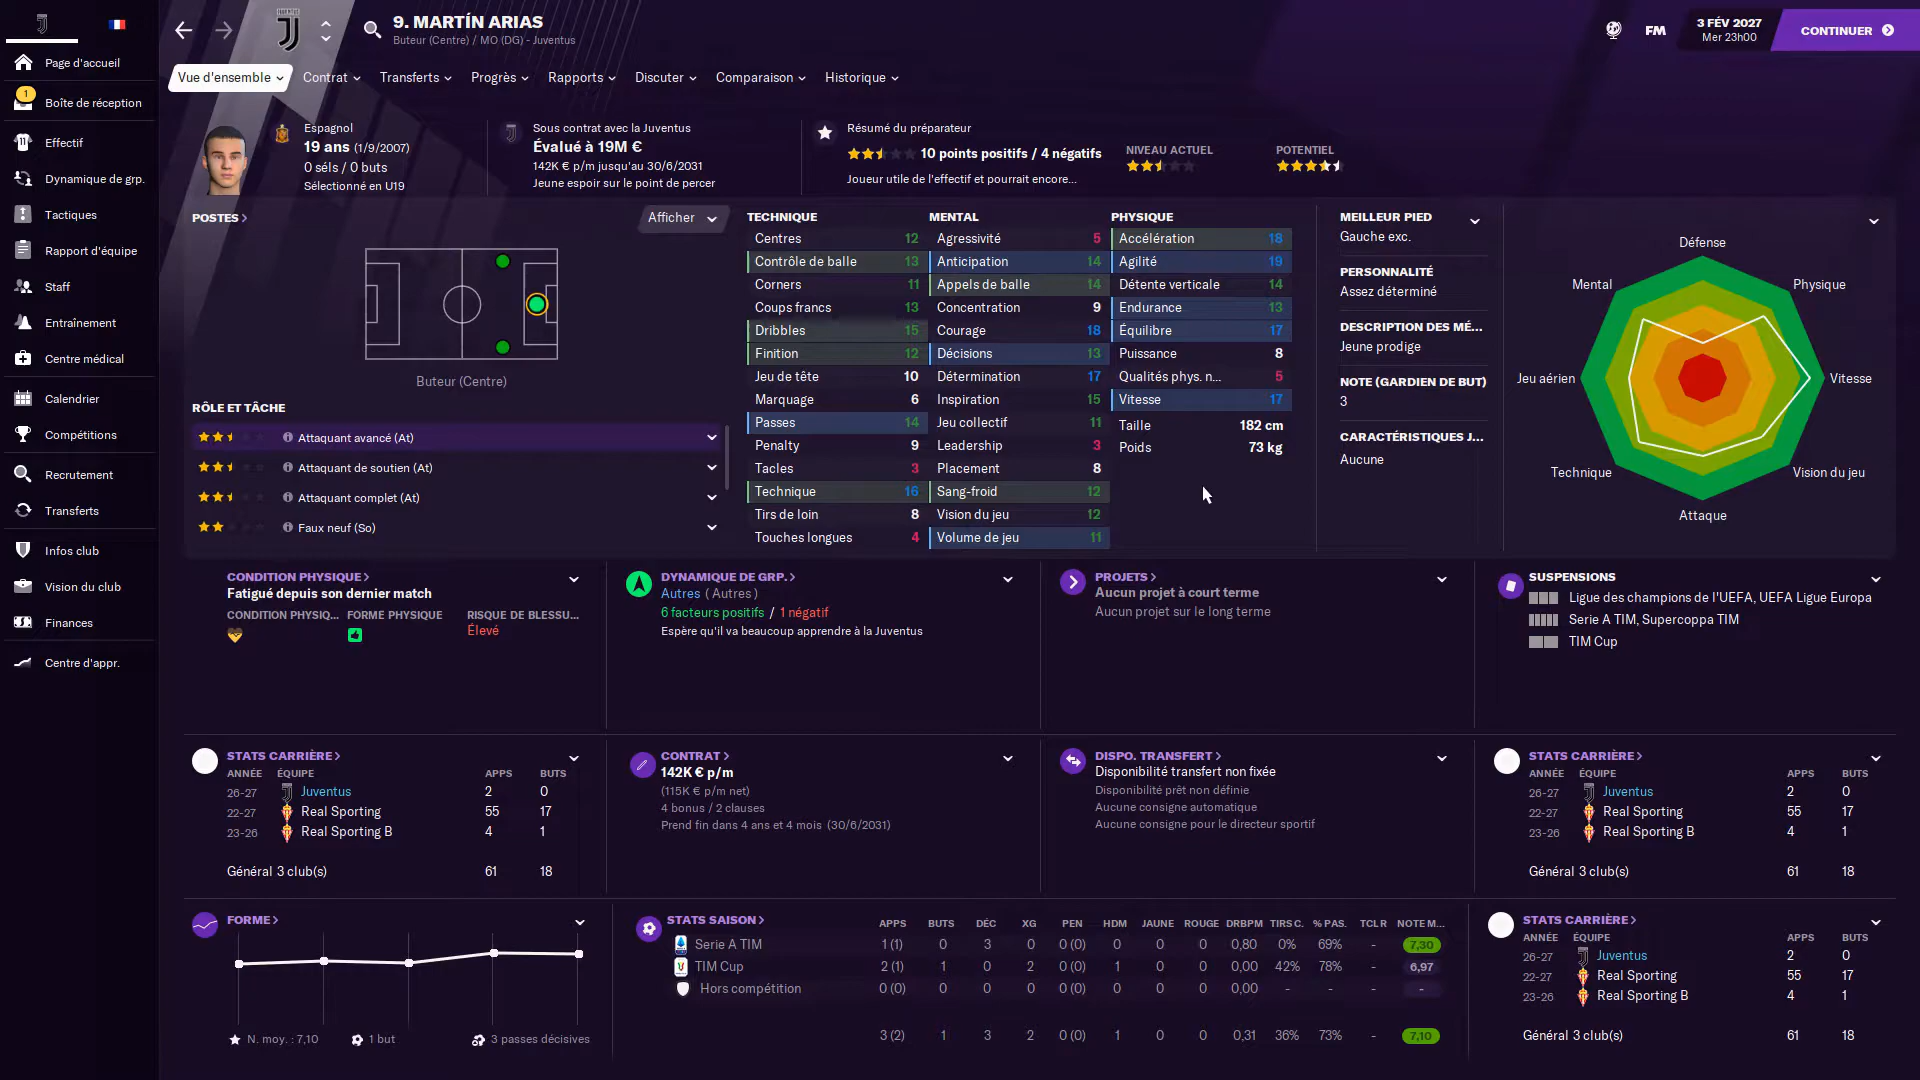 9. MARTÍN ARIAS
Buteur (Centre) / MO (DG) - Juventus
FM
3 FÉV 2027
Mer 23h00
CONTINUER
Page d'accueil
1
Boîte de réception
Effectif
Dynamique de grp.
Tactiques
Rapport d'équipe
Staff
Entraînement
Centre médical
Calendrier
Compétitions
Recrutement
Transferts
Infos club
Vision du club
Finances
Centre d'appr.
Vue d'ensemble
Contrat
Transferts
Progrès
Rapports
Discuter
Comparaison
Historique
Espagnol
19 ans (1/9/2007)
0 séls / 0 buts
Sélectionné en U19
Sous contrat avec la Juventus
Évalué à 19M €
142K € p/m jusqu'au 30/6/2031
Jeune espoir sur le point de percer
Résumé du préparateur
10 points positifs / 4 négatifs
Joueur utile de l'effectif et pourrait encore...
NIVEAU ACTUEL
POTENTIEL
POSTES
Afficher
Buteur (Centre)
RÔLE ET TÂCHE
Attaquant avancé (At)
Attaquant de soutien (At)
Attaquant complet (At)
Faux neuf (So)
TECHNIQUE
Centres 12
Contrôle de balle 13
Corners 11
Coups francs 13
Dribbles 15
Finition 12
Jeu de tête 10
Marquage 6
Passes 14
Penalty 9
Tacles 3
Technique 16
Tirs de loin 8
Touches longues 4
MENTAL
Agressivité 5
Anticipation 14
Appels de balle 14
Concentration 9
Courage 18
Décisions 13
Détermination 17
Inspiration 15
Jeu collectif 11
Leadership 3
Placement 8
Sang-froid 12
Vision du jeu 12
Volume de jeu 11
PHYSIQUE
Accélération 18
Agilité 19
Détente verticale 14
Endurance 13
Équilibre 17
Puissance 8
Qualités phys. n... 5
Vitesse 17
Taille 182 cm
Poids 73 kg
MEILLEUR PIED
Gauche exc.
PERSONNALITÉ
Assez déterminé
DESCRIPTION DES MÉ...
Jeune prodige
NOTE (GARDIEN DE BUT)
3
CARACTÉRISTIQUES J...
Aucune
Défense
Mental
Physique
Jeu aérien
Vitesse
Technique
Vision du jeu
Attaque
CONDITION PHYSIQUE
Fatigué depuis son dernier match
CONDITION PHYSIQ... FORME PHYSIQUE RISQUE DE BLESSU...
Élevé
DYNAMIQUE DE GRP.
Autres ( Autres )
6 facteurs positifs / 1 négatif
Espère qu'il va beaucoup apprendre à la Juventus
PROJETS
Aucun projet à court terme
Aucun projet sur le long terme
SUSPENSIONS
Ligue des champions de l'UEFA, UEFA Ligue Europa
Serie A TIM, Supercoppa TIM
TIM Cup
STATS CARRIÈRE
ANNÉE ÉQUIPE APPS BUTS
26-27 Juventus 2 0
22-27 Real Sporting 55 17
23-26 Real Sporting B 4 1
Général 3 club(s) 61 18
CONTRAT
142K € p/m
(115K € p/m net)
4 bonus / 2 clauses
Prend fin dans 4 ans et 4 mois (30/6/2031)
DISPO. TRANSFERT
Disponibilité transfert non fixée
Disponibilité prêt non définie
Aucune consigne automatique
Aucune consigne pour le directeur sportif
STATS CARRIÈRE
ANNÉE ÉQUIPE APPS BUTS
26-27 Juventus 2 0
22-27 Real Sporting 55 17
23-26 Real Sporting B 4 1
Général 3 club(s) 61 18
FORME
N. moy. : 7,10 1 but 3 passes décisives
STATS SAISON APPS BUTS DÉC XG PEN HDM JAUNE ROUGE DRBPM TIRS C. % PAS. TCL R NOTE M...
Serie A TIM 1 (1) 0 3 0 0 (0) 0 0 0 0,80 0% 69% - 7,30
TIM Cup 2 (1) 1 0 2 0 (0) 1 0 0 0,00 42% 78% - 6,97
Hors compétition 0 (0) 0 0 0 0 (0) 0 0 0 0,00 - - - -
3 (2) 1 3 2 0 (0) 1 0 0 0,31 36% 73% - 7,10
STATS CARRIÈRE
ANNÉE ÉQUIPE APPS BUTS
26-27 Juventus 2 0
22-27 Real Sporting 55 17
23-26 Real Sporting B 4 1
Général 3 club(s) 61 18